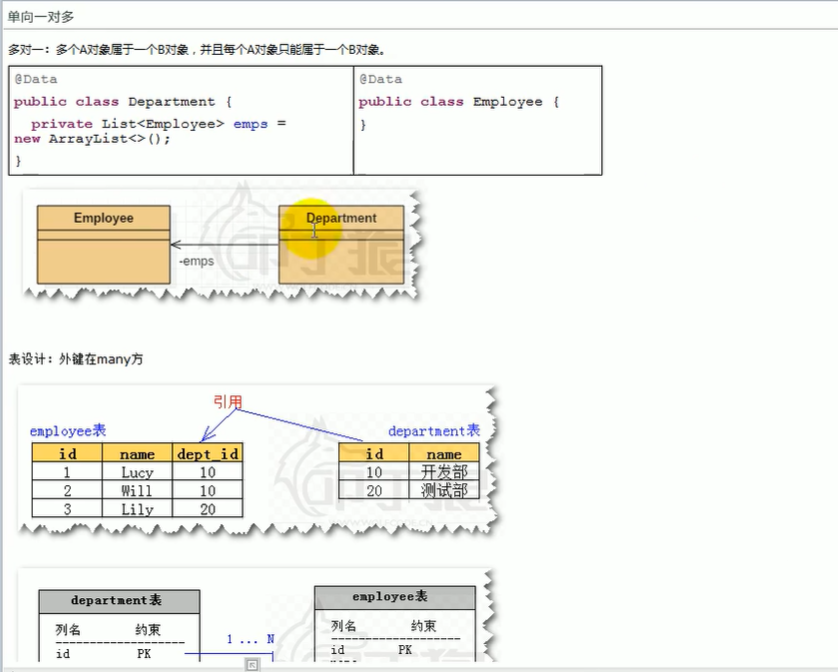 单向一对多
多对一：多个A对象属于一个B对象，并且每个A对象只能属于一个B对象。
@Data
public class Department {
private List<Employee> emps =
new ArrayList<>();
}
@Data
public class Employee {
}
Employee
Department
-emps
表设计：外键在many方
引用
employee表
id name dept_id
1 Lucy 10
2 Will 10
3 Lily 20
department表
id name
10 开发部
20 测试部
department表
列名 约束
id PK
1 ... N
employee表
列名 约束
id PK